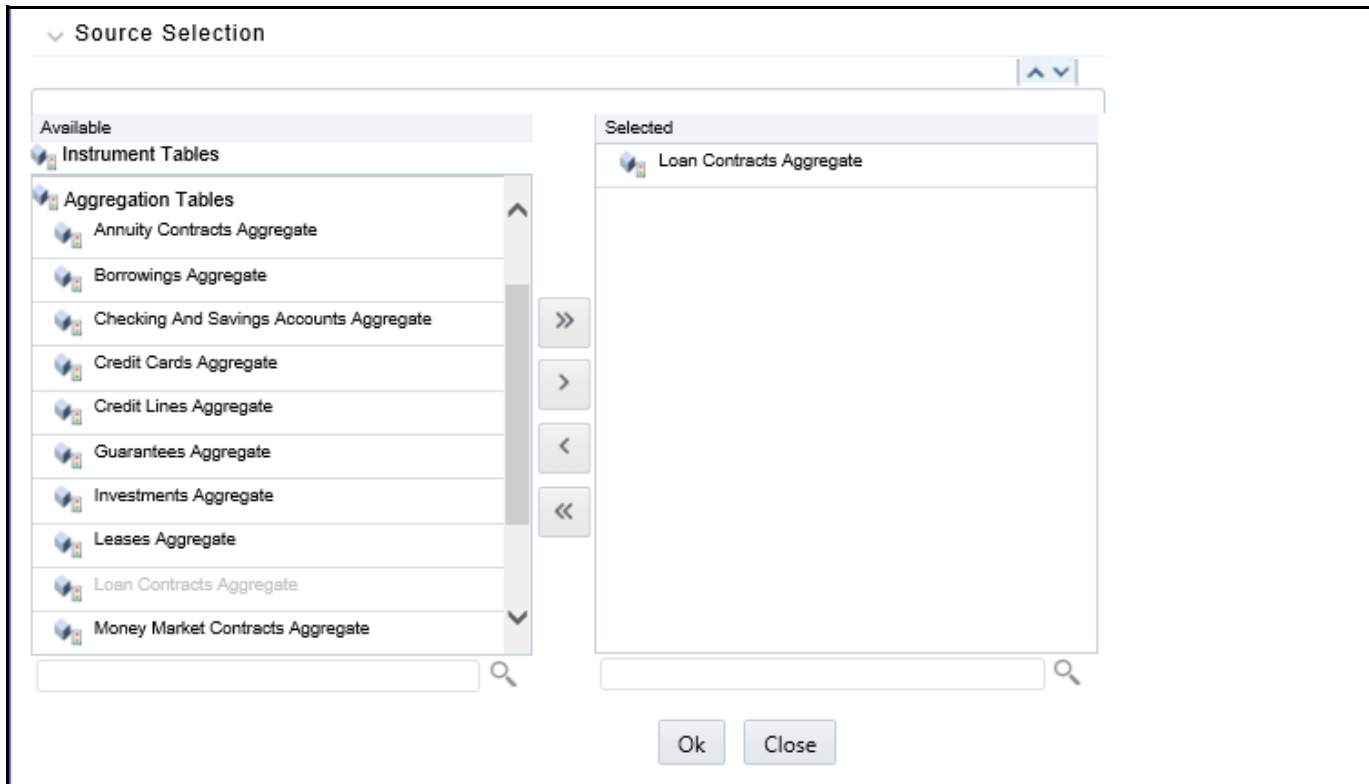 Source Selection
Available
Instrument Tables
Aggregation Tables
Annuity Contracts Aggregate
Borrowings Aggregate
Checking And Savings Accounts Aggregate
Credit Cards Aggregate
Credit Lines Aggregate
Guarantees Aggregate
Investments Aggregate
Leases Aggregate
Loan Contracts Aggregate
Money Market Contracts Aggregate
Selected
Loan Contracts Aggregate
Ok
Close